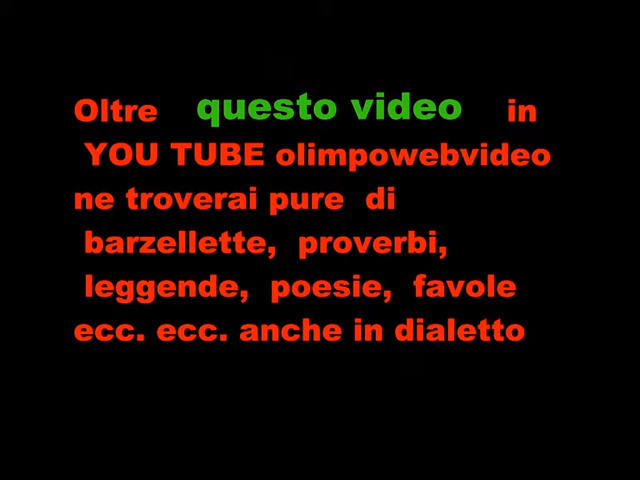 Oltre questo video in
YOU TUBE olimpowebvideo
ne troverai pure di
barzellette, proverbi,
leggende, poesie, favole
ecc. ecc. anche in dialetto